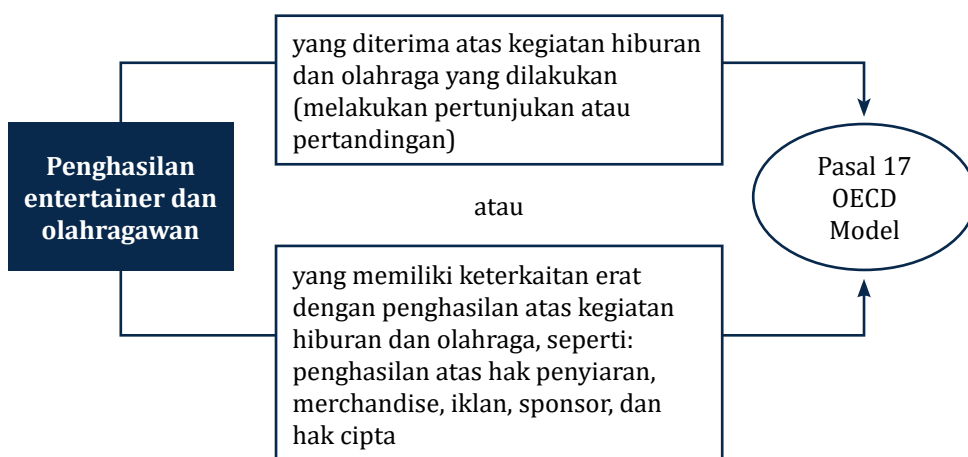 yang diterima atas kegiatan hiburan
dan olahraga yang dilakukan
(melakukan pertunjukan atau
pertandingan)
Penghasilan
entertainer dan
olahragawan
atau
Pasal 17
OECD
Model
yang memiliki keterkaitan erat
dengan penghasilan atas kegiatan
hiburan dan olahraga, seperti:
penghasilan atas hak penyiaran,
merchandise, iklan, sponsor, dan
hak cipta